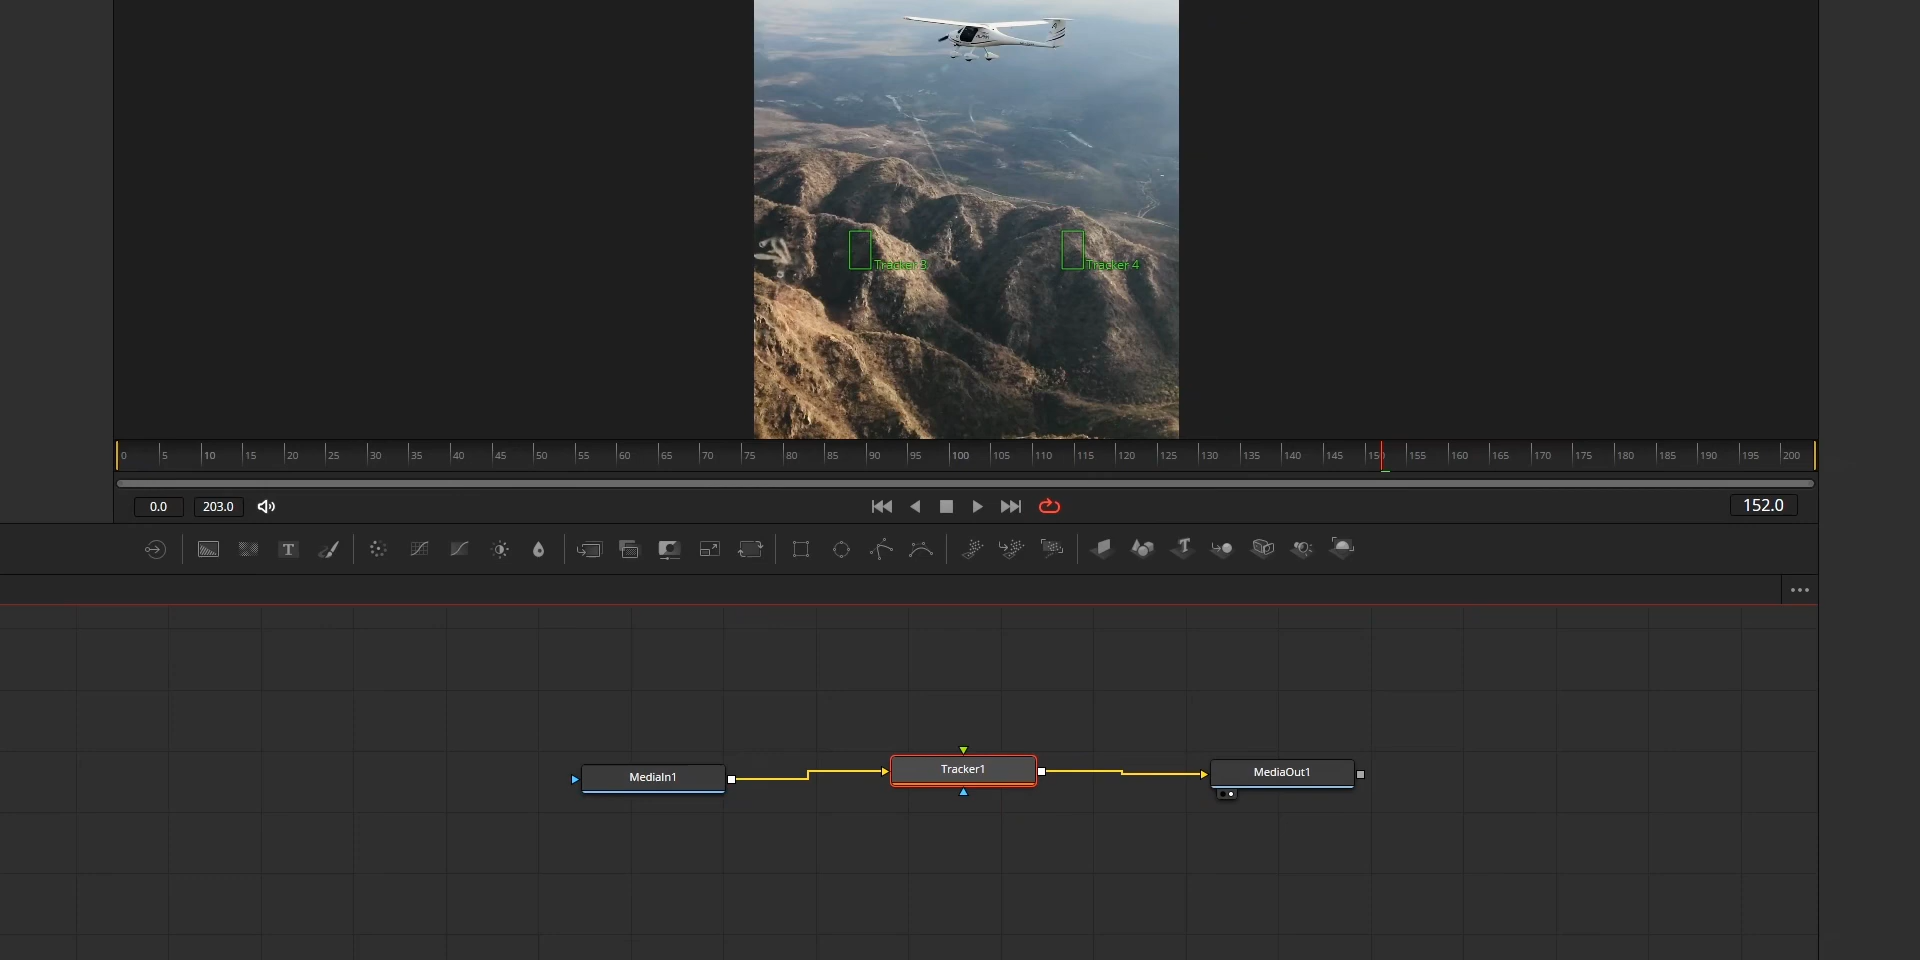 Tracker 3
Tracker 4
0 5 10 15 20 25 30 35 40 45 50 55 60 65 70 75 80 85 90 95 100 105 110 115 120 125 130 135 140 145 150 155 160 165 170 175 180 185 190 195 200
0.0 203.0 152.0
T T
MediaIn1 Tracker1 MediaOut1